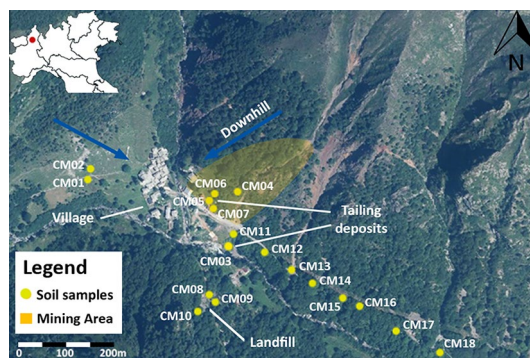 N
Downhill
CM02
CM01
CM06
CM04
CM05
CM07
Village
Tailing
deposits
CM11
CM03
CM12
CM13
CM14
CM08
CM09
CM10
CM15
CM16
CM17
CM18
Landfill
Legend
Soil samples
Mining Area
0 100 200m